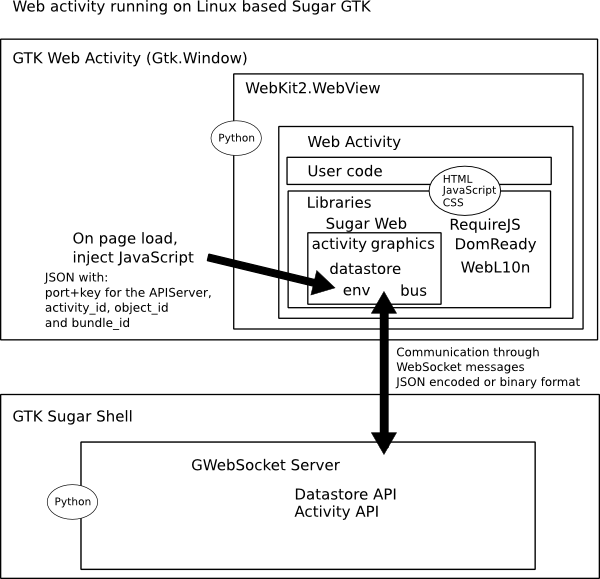 Web activity running on Linux based Sugar GTK
GTK Web Activity (Gtk.Window)
WebKit2.WebView
Python
Web Activity
User code
HTML
JavaScript
CSS
Libraries
Sugar Web
RequireJS
activity graphics
DomReady
datastore
WebL10n
env
bus
On page load,
inject JavaScript
JSON with:
port+key for the APIServer,
activity_id, object_id
and bundle_id
Communication through
WebSocket messages
JSON encoded or binary format
GTK Sugar Shell
GWebSocket Server
Python
Datastore API
Activity API